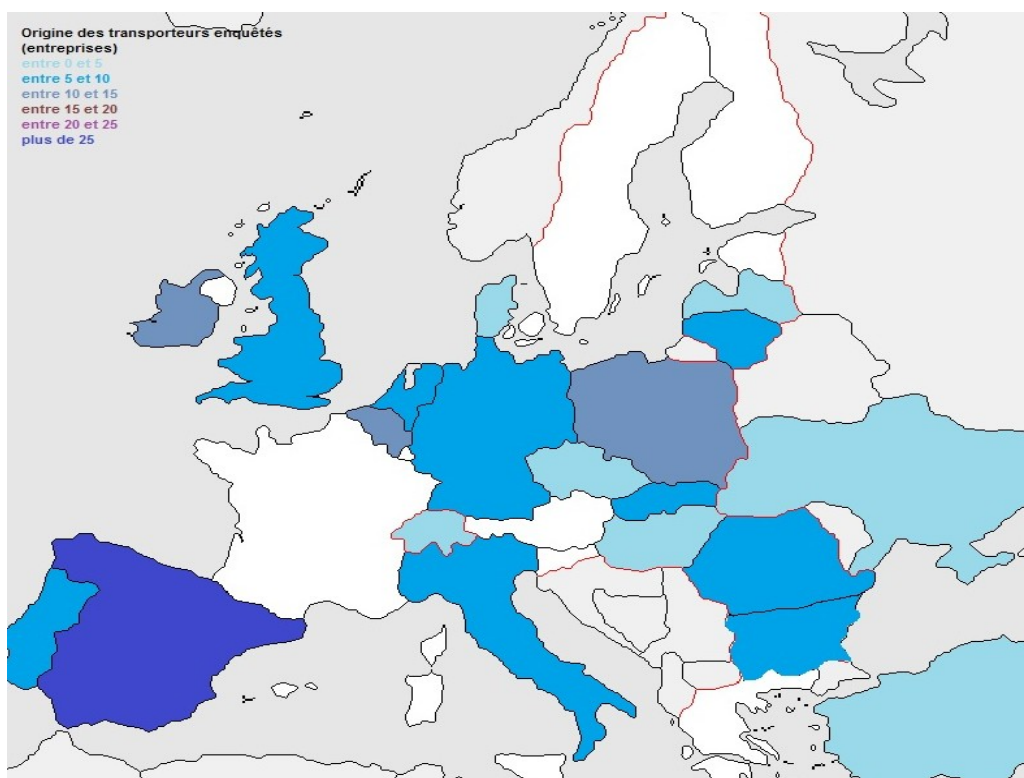 Origine des transporteurs enquêtés
(entreprises)
entre 0 et 5
entre 5 et 10
entre 10 et 15
entre 15 et 20
entre 20 et 25
plus de 25